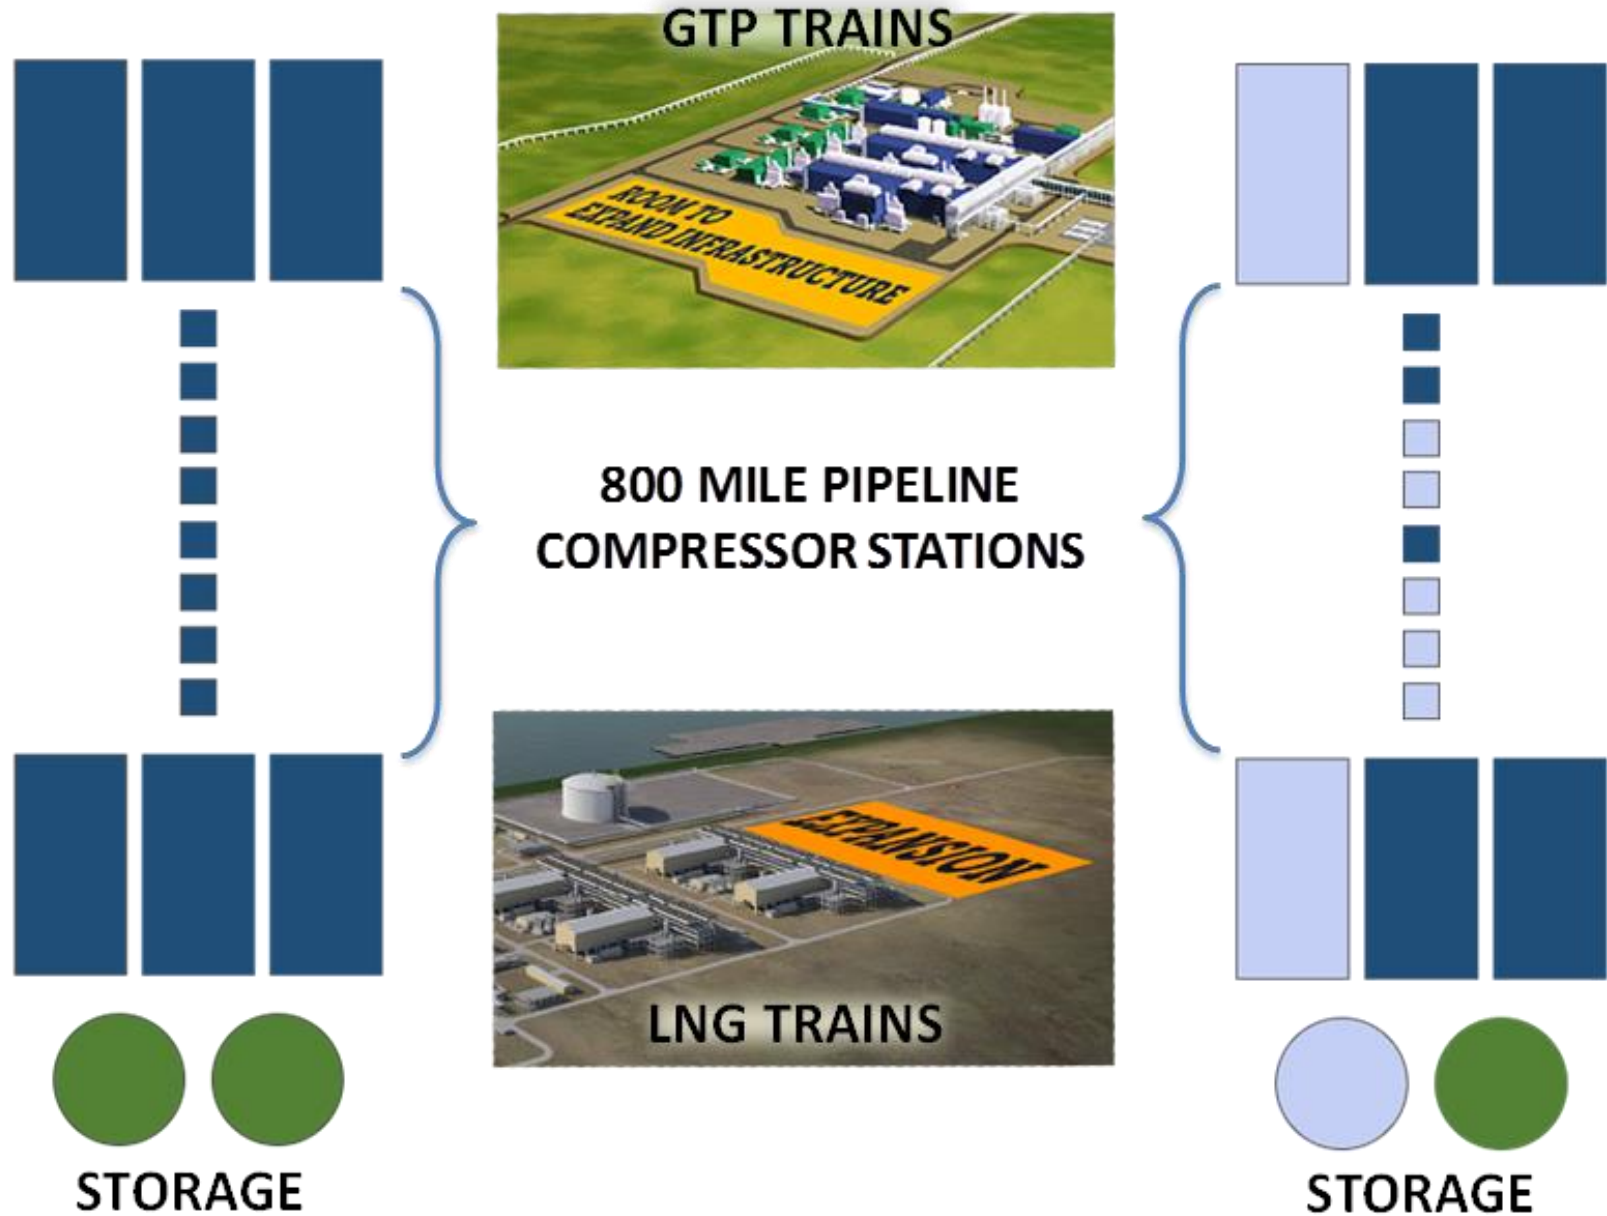 GTP TRAINS
ROOM TO
EXPAND INFRASTRUCTURE
800 MILE PIPELINE
COMPRESSOR STATIONS
EXPANSION
LNG TRAINS
STORAGE
STORAGE